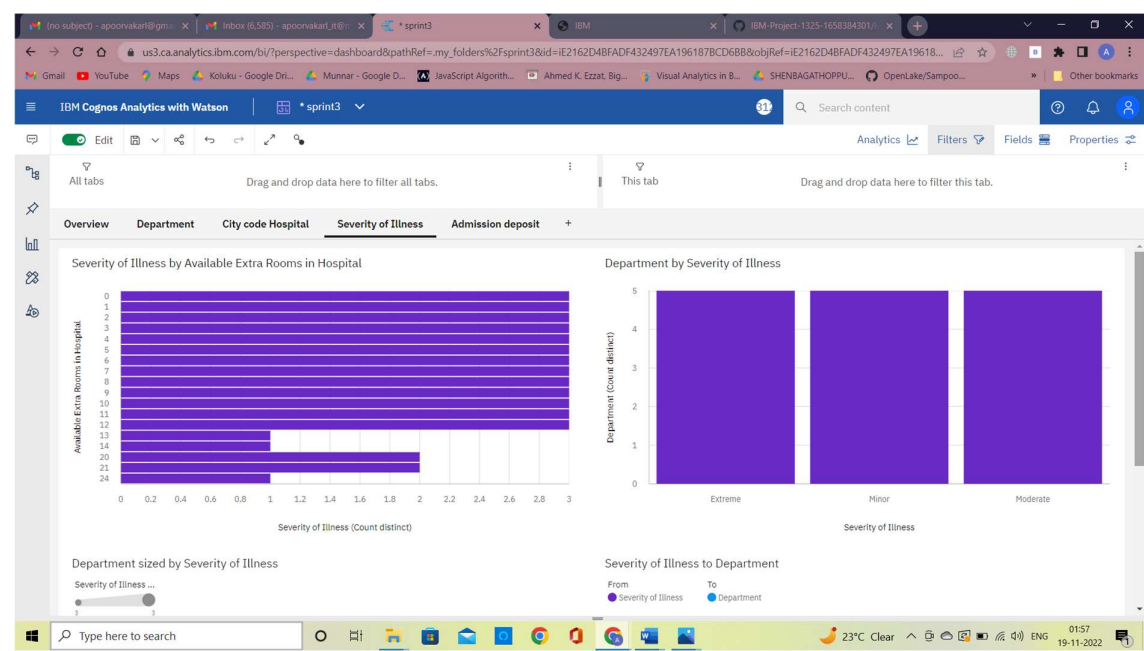 (no subject) - apoorvakarl@gma
Inbox (6,585) - apoorvakarl_it@
* sprint3
IBM
IBM-Project-1325-1658384301/
us3.ca.analytics.ibm.com/bi/?perspective=dashboard&pathRef=.my_folders%2Fsprint3&id=iE2162D4BFADF432497EA196187BCD6BB&objRef=iE2162D4BFADF432497EA19618...
Gmail YouTube Maps Koluku - Google Dri... Munnar - Google D... JavaScript Algorith... Ahmed K. Ezzat, Big... Visual Analytics in B... SHENBAGATHOPPU... OpenLake/Sampoo... » Other bookmarks
IBM Cognos Analytics with Watson * sprint3 Search content
Edit Analytics Filters Fields Properties
All tabs Drag and drop data here to filter all tabs.
This tab Drag and drop data here to filter this tab.
Overview Department City code Hospital Severity of Illness Admission deposit +
Severity of Illness by Available Extra Rooms in Hospital
Available Extra Rooms in Hospital
0
1
2
3
4
5
6
7
8
9
10
11
12
13
14
20
21
24
0 0.2 0.4 0.6 0.8 1 1.2 1.4 1.6 1.8 2 2.2 2.4 2.6 2.8 3
Severity of Illness (Count distinct)
Department by Severity of Illness
Department (Count distinct)
5
4
3
2
1
0
Extreme Minor Moderate
Severity of Illness
Department sized by Severity of Illness
Severity of Illness ...
3 3
Severity of Illness to Department
From To
Severity of Illness Department
Type here to search
23°C Clear ENG
01:57
19-11-2022